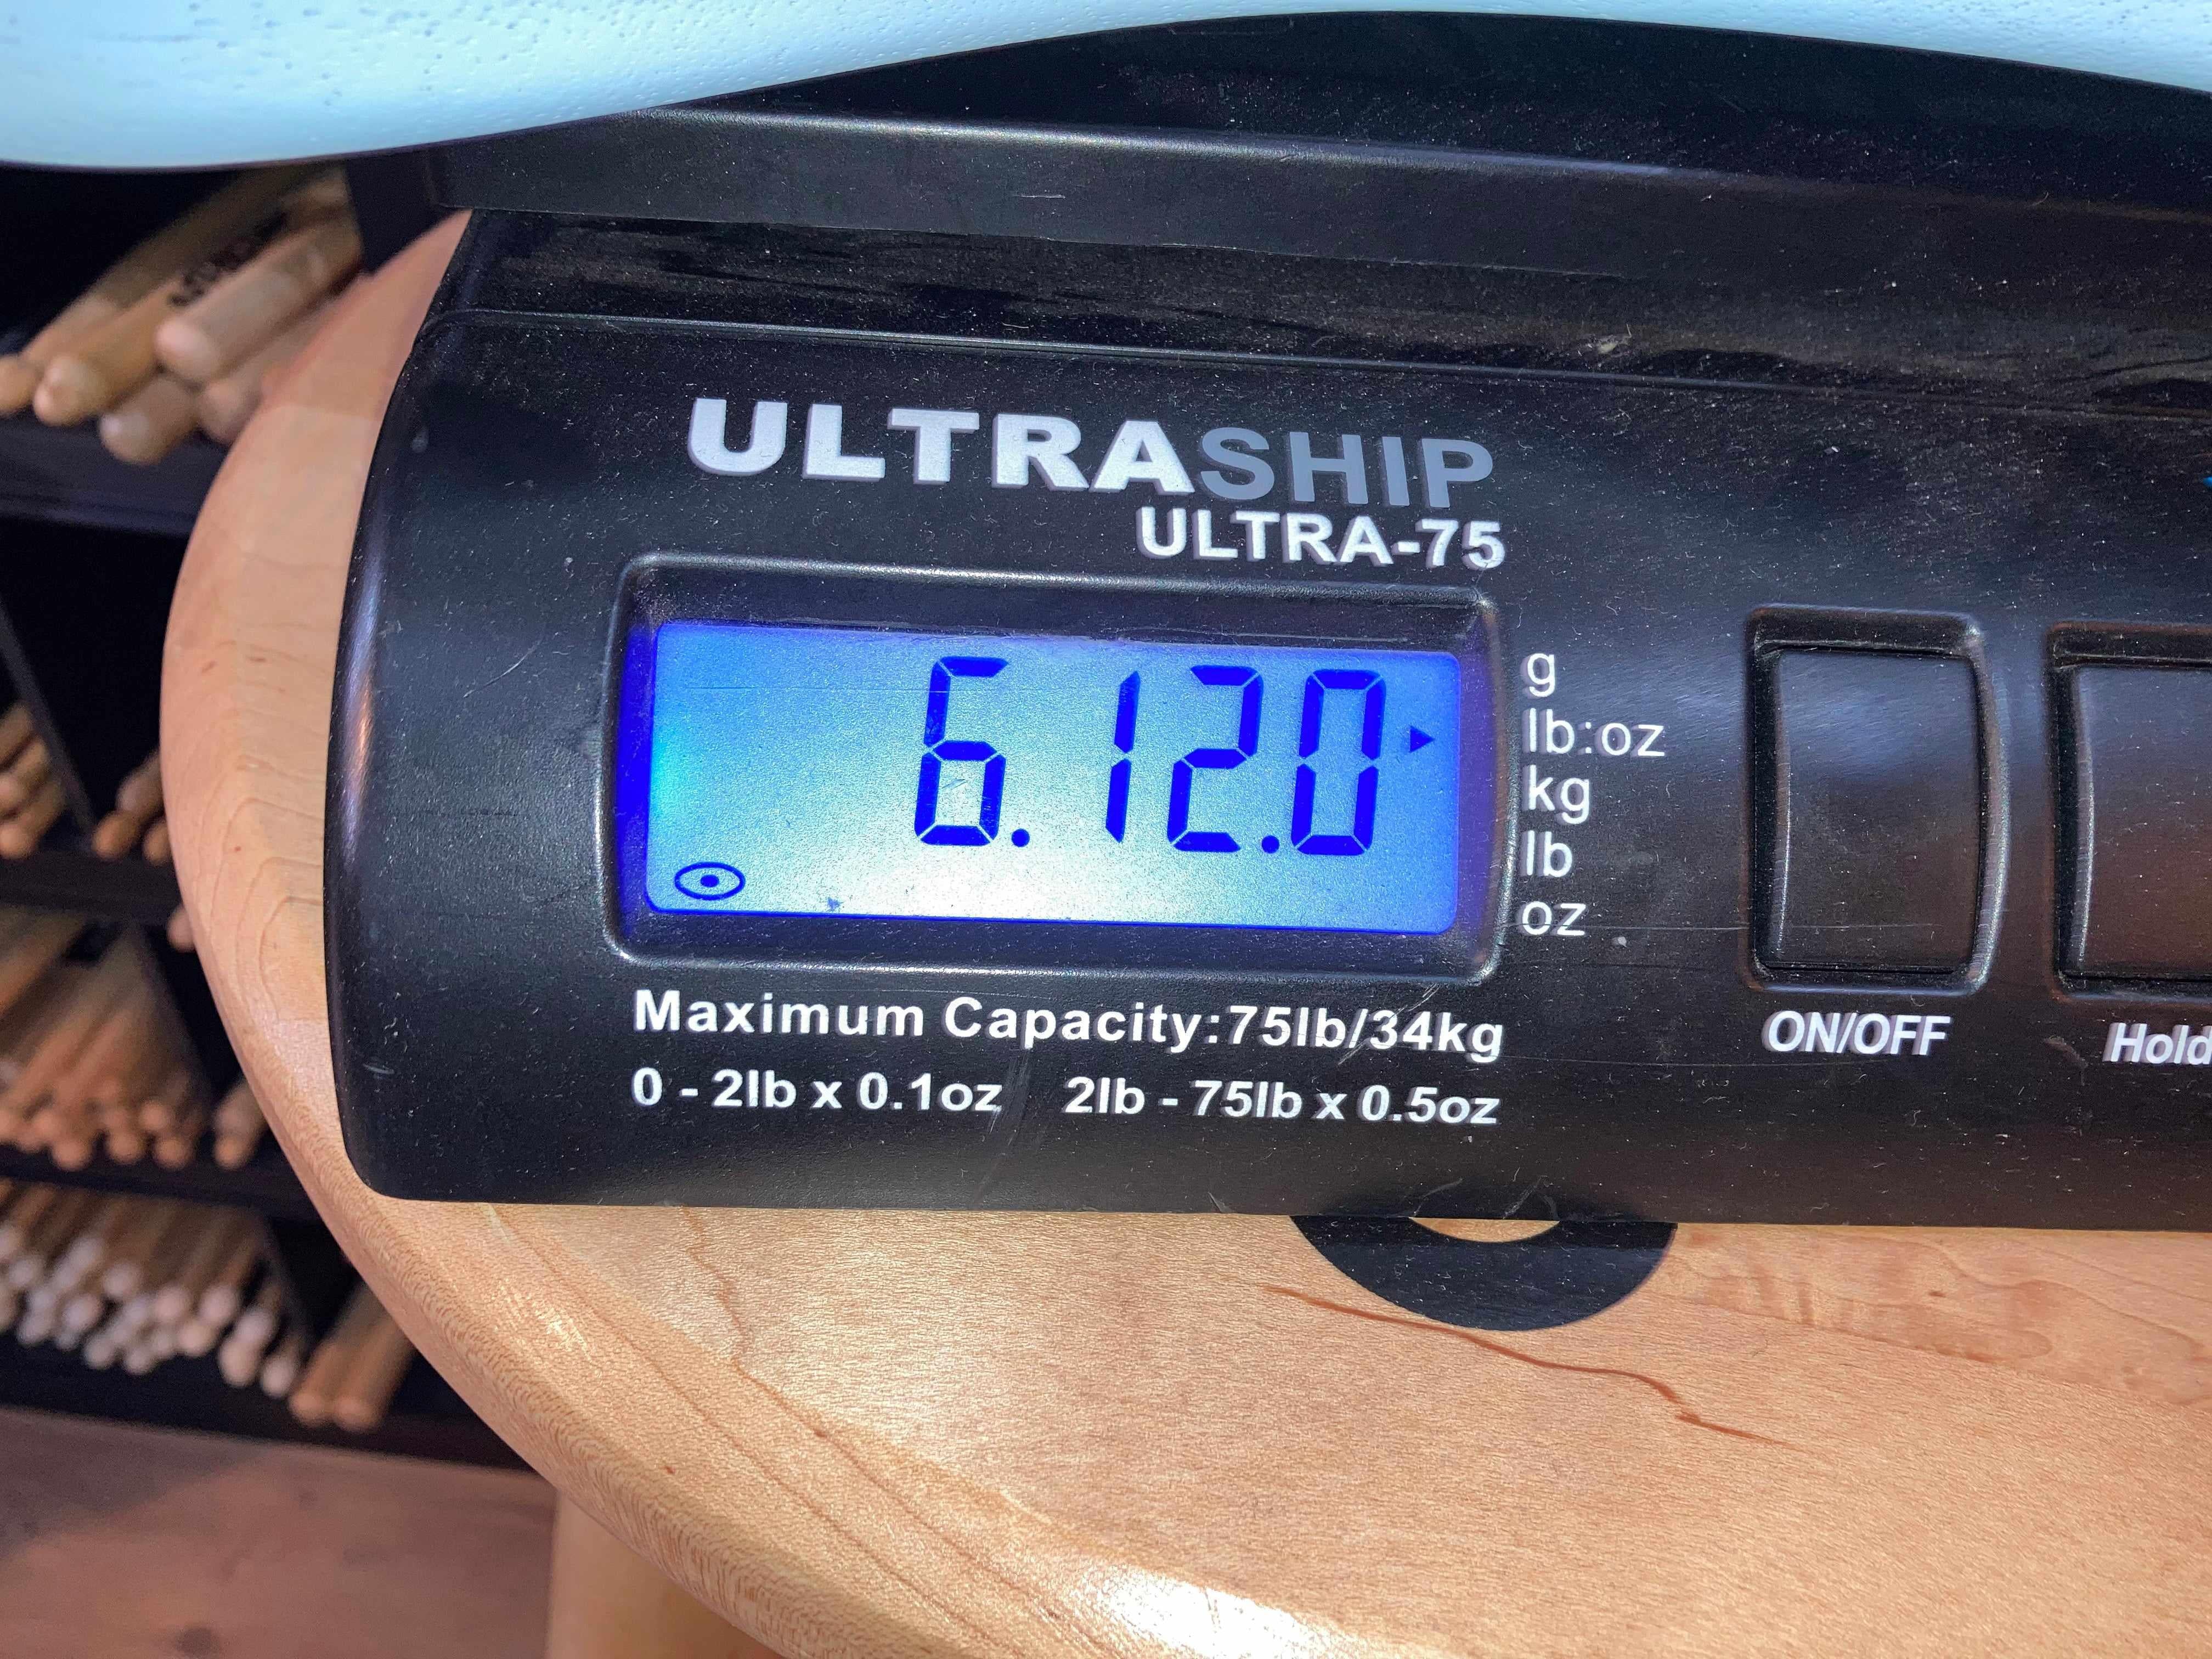 ULTRASHIP
ULTRA-75
6.12.0
g
lb:oz
kg
lb
oz
Maximum Capacity:75lb/34kg
0 - 2lb x 0.1oz 2lb - 75lb x 0.5oz
ON/OFF
Hold